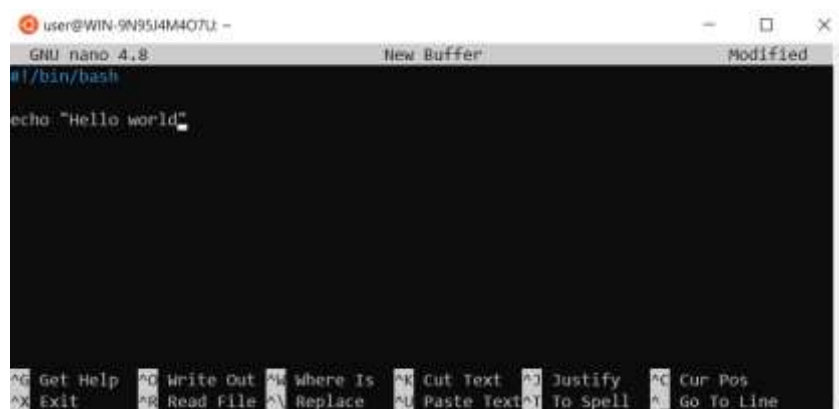 user@WIN-9N95J4M4O7U: ~
GNU nano 4.8 New Buffer Modified
#!/bin/bash
echo "Hello world"
^G Get Help ^O Write Out ^W Where Is ^K Cut Text ^J Justify ^C Cur Pos
^X Exit ^R Read File ^\ Replace ^U Paste Text ^T To Spell ^_ Go To Line